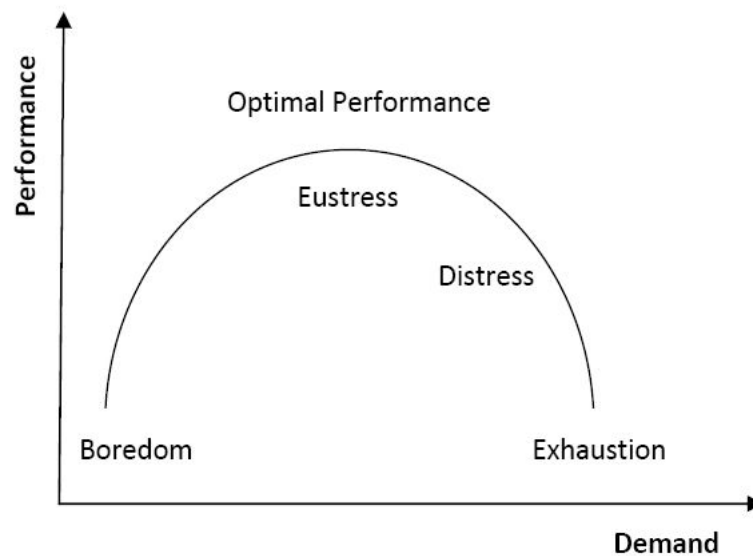 Performance
Optimal Performance
Eustress
Distress
Boredom
Exhaustion
Demand